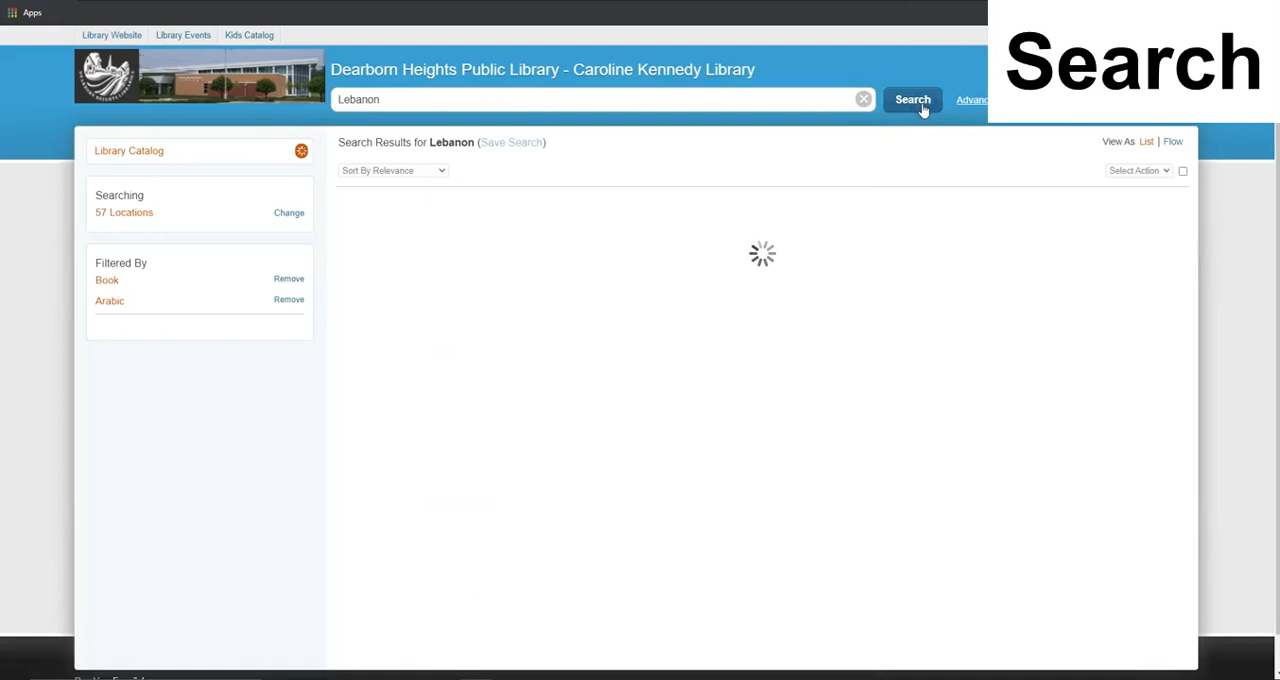 Apps
Library Website Library Events Kids Catalog
Search
Dearborn Heights Public Library - Caroline Kennedy Library
Lebanon
Search
Advanc
Library Catalog
Search Results for Lebanon (Save Search)
View As List | Flow
Sort By Relevance
Select Action
Searching
57 Locations Change
Filtered By
Book Remove
Arabic Remove